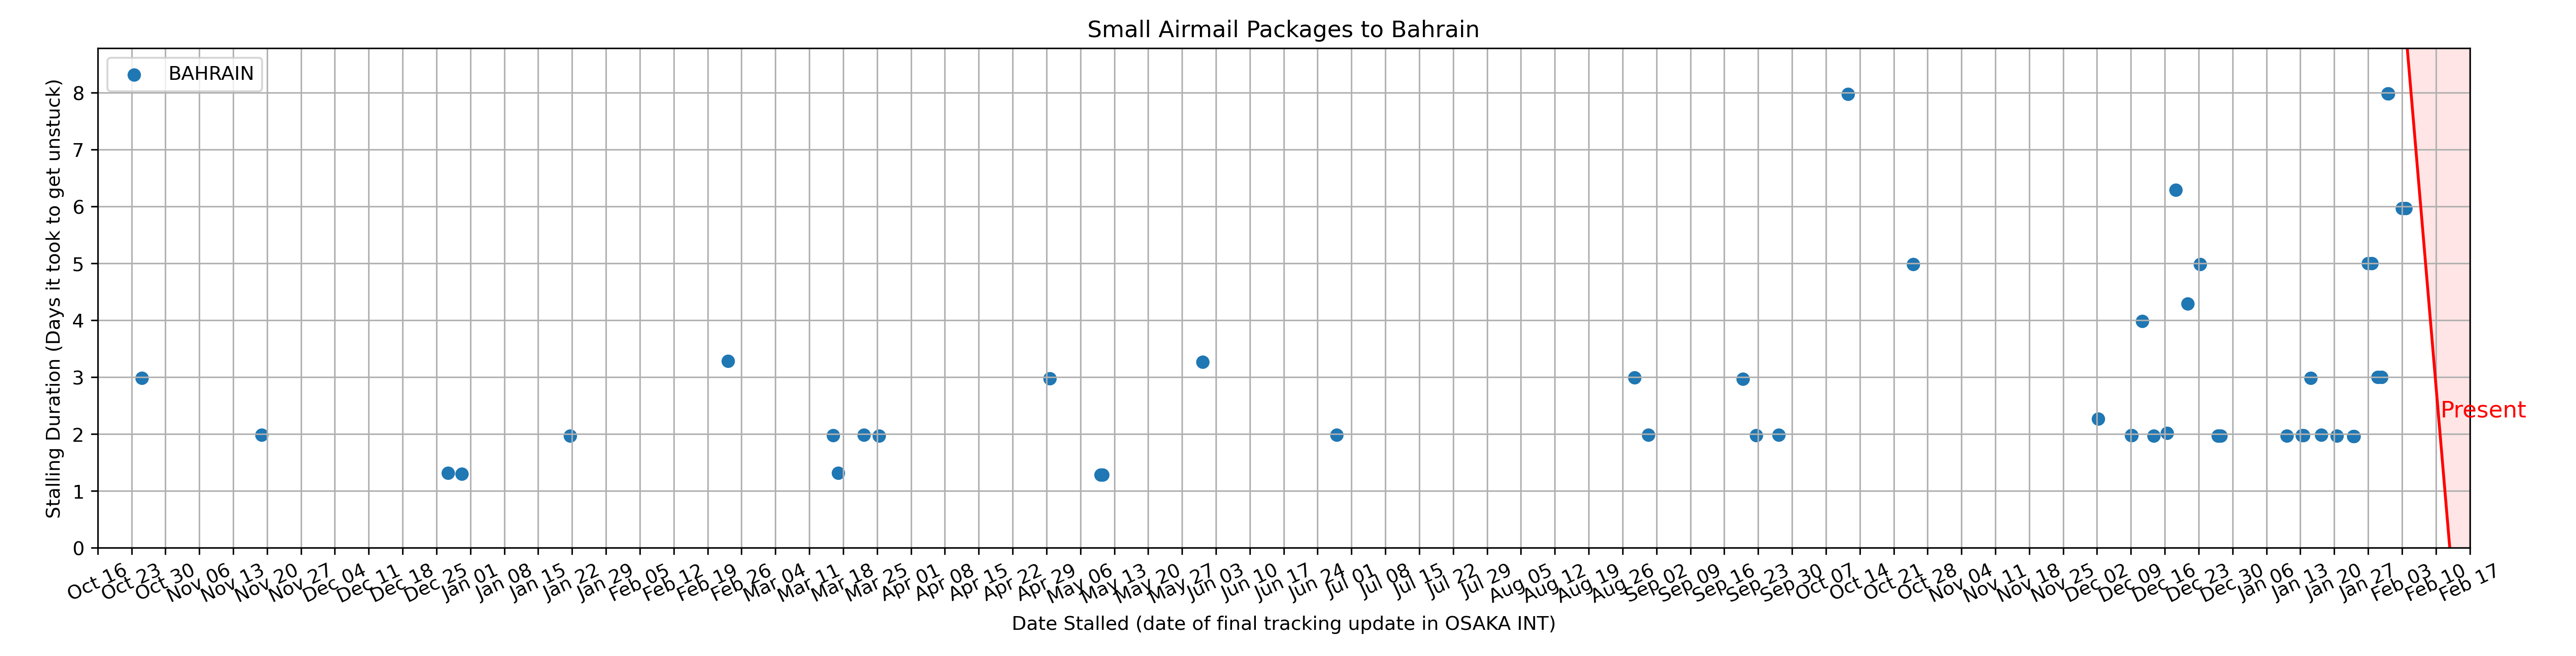 Small Airmail Packages to Bahrain
BAHRAIN
Stalling Duration (Days it took to get unstuck)
8
7
6
5
4
3
2
1
0
Present
Oct 16 Oct 23 Oct 30 Nov 06 Nov 13 Nov 20 Nov 27 Dec 04 Dec 11 Dec 18 Dec 25 Jan 01 Jan 08 Jan 15 Jan 22 Jan 29 Feb 05 Feb 12 Feb 19 Feb 26 Mar 04 Mar 11 Mar 18 Mar 25 Apr 01 Apr 08 Apr 15 Apr 22 Apr 29 May 06 May 13 May 20 May 27 Jun 03 Jun 10 Jun 17 Jun 24 Jul 01 Jul 08 Jul 15 Jul 22 Jul 29 Aug 05 Aug 12 Aug 19 Aug 26 Sep 02 Sep 09 Sep 16 Sep 23 Sep 30 Oct 07 Oct 14 Oct 21 Oct 28 Nov 04 Nov 11 Nov 18 Nov 25 Dec 02 Dec 09 Dec 16 Dec 23 Dec 30 Jan 06 Jan 13 Jan 20 Jan 27 Feb 03 Feb 10 Feb 17
Date Stalled (date of final tracking update in OSAKA INT)